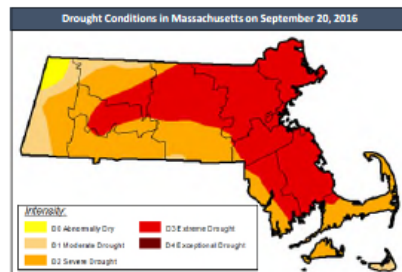 Drought Conditions in Massachusetts on September 20, 2016
Intensity:
D0 Abnormally Dry
D1 Moderate Drought
D2 Severe Drought
D3 Extreme Drought
D4 Exceptional Drought